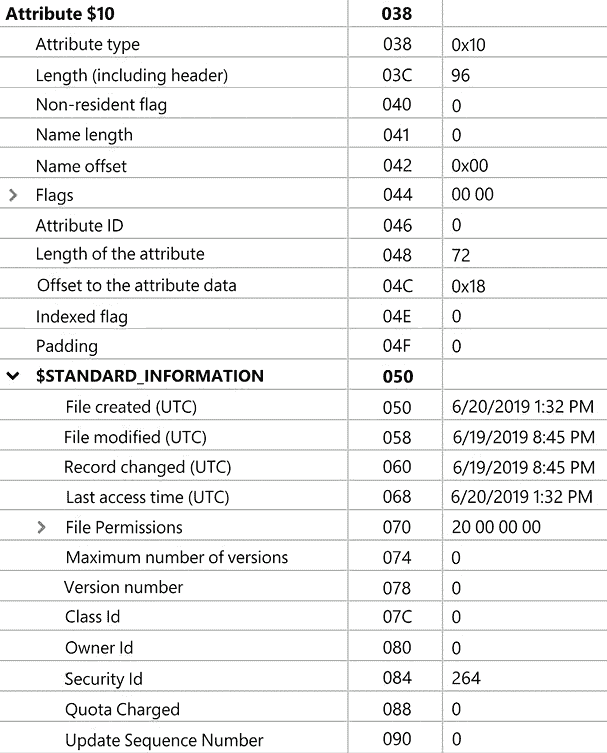 Attribute $10 038
Attribute type 038 0x10
Length (including header) 03C 96
Non-resident flag 040 0
Name length 041 0
Name offset 042 0x00
Flags 044 00 00
Attribute ID 046 0
Length of the attribute 048 72
Offset to the attribute data 04C 0x18
Indexed flag 04E 0
Padding 04F 0
$STANDARD_INFORMATION 050
File created (UTC) 050 6/20/2019 1:32 PM
File modified (UTC) 058 6/19/2019 8:45 PM
Record changed (UTC) 060 6/19/2019 8:45 PM
Last access time (UTC) 068 6/20/2019 1:32 PM
File Permissions 070 20 00 00 00
Maximum number of versions 074 0
Version number 078 0
Class Id 07C 0
Owner Id 080 0
Security Id 084 264
Quota Charged 088 0
Update Sequence Number 090 0